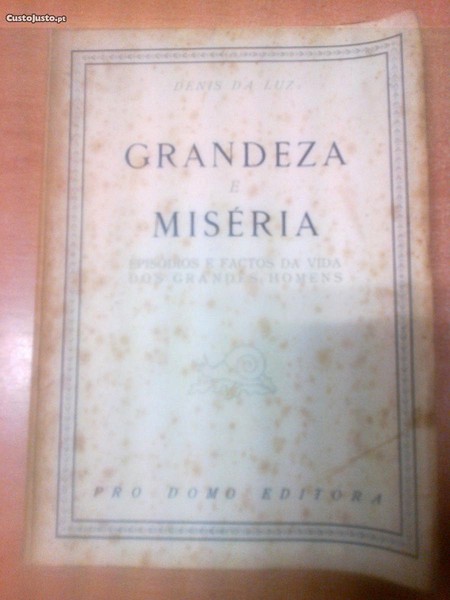 CustoJusto.pt
DENIS DA LUZ
GRANDEZA
E
MISÉRIA
EPISÓDIOS E FACTOS DA VIDA
DOS GRANDES HOMENS
PRO DOMO EDITORA